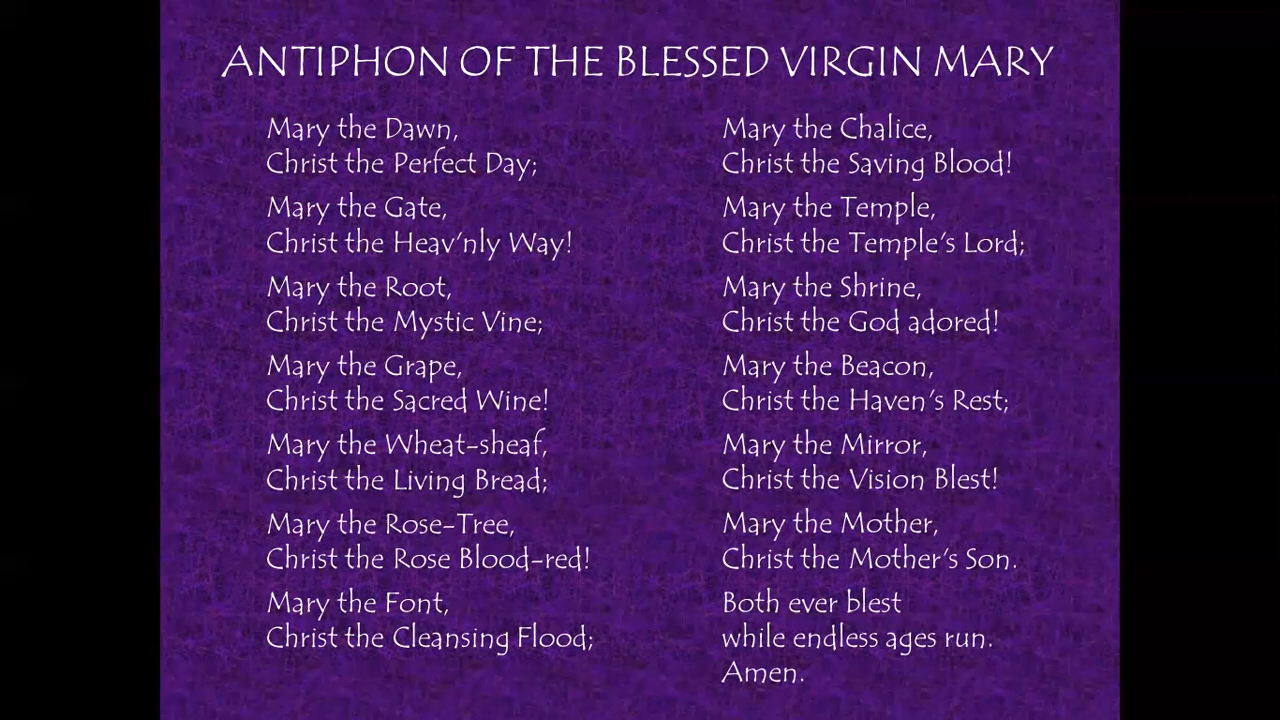 ANTIPHON OF THE BLESSED VIRGIN MARY
Mary the Dawn,
Christ the Perfect Day;
Mary the Gate,
Christ the Heav'nly Way!
Mary the Root,
Christ the Mystic Vine;
Mary the Grape,
Christ the Sacred Wine!
Mary the Wheat-sheaf,
Christ the Living Bread;
Mary the Rose-Tree,
Christ the Rose Blood-red!
Mary the Font,
Christ the Cleansing Flood;
Mary the Chalice,
Christ the Saving Blood!
Mary the Temple,
Christ the Temple's Lord;
Mary the Shrine,
Christ the God adored!
Mary the Beacon,
Christ the Haven's Rest;
Mary the Mirror,
Christ the Vision Blest!
Mary the Mother,
Christ the Mother's Son.
Both ever blest
while endless ages run.
Amen.